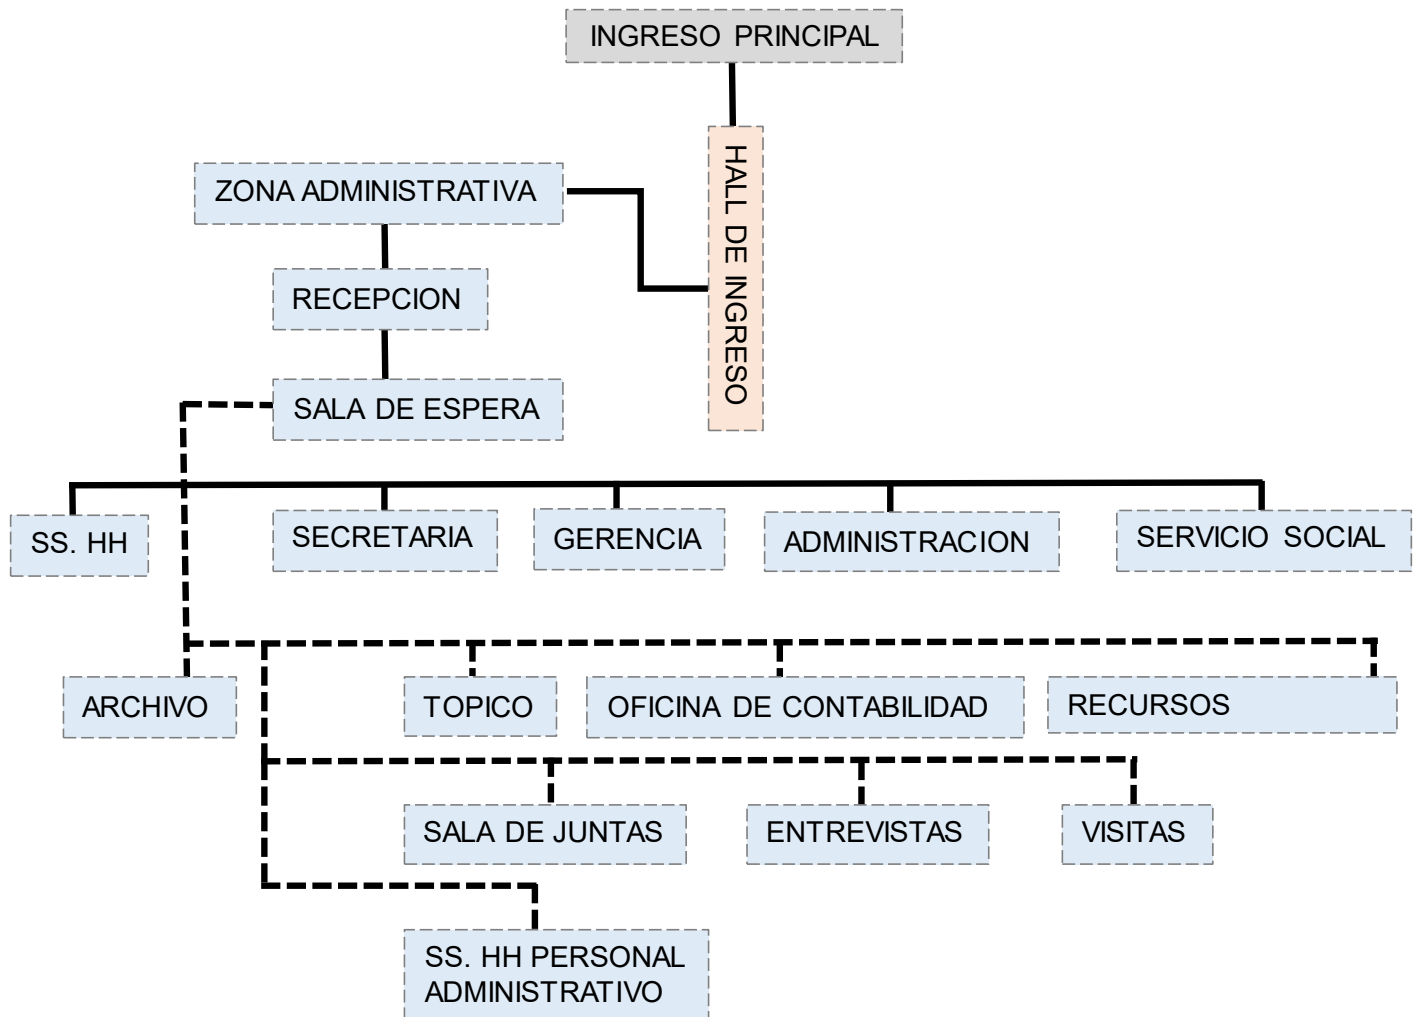 INGRESO PRINCIPAL
HALL DE INGRESO
ZONA ADMINISTRATIVA
RECEPCION
SALA DE ESPERA
SS. HH
SECRETARIA
GERENCIA
ADMINISTRACION
SERVICIO SOCIAL
ARCHIVO
TOPICO
OFICINA DE CONTABILIDAD
RECURSOS
SALA DE JUNTAS
ENTREVISTAS
VISITAS
SS. HH PERSONAL
ADMINISTRATIVO